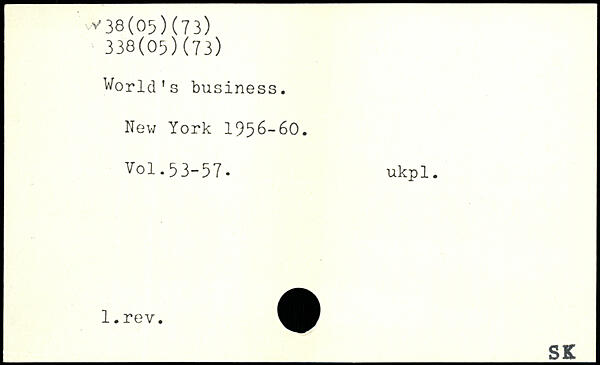 38(05)(73)
338(05)(73)
World's business.
New York 1956-60.
Vol.53-57. ukpl.
l.rev.
SK